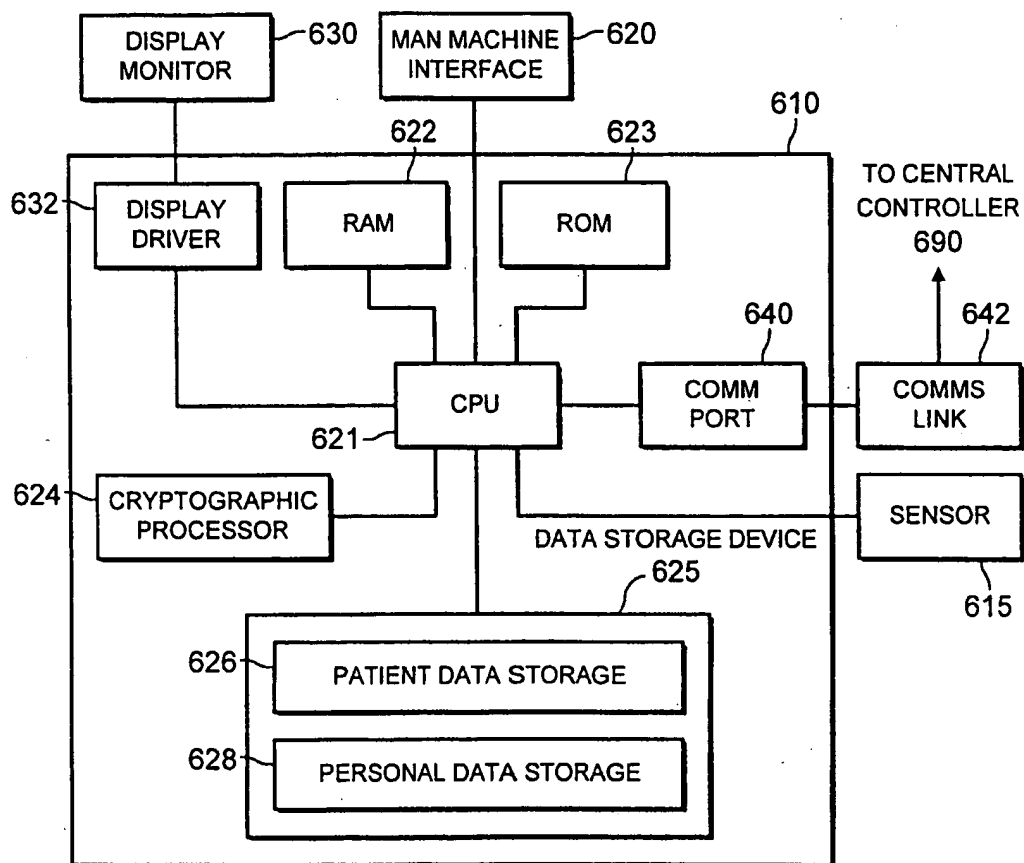 DISPLAY
MONITOR
630
MAN MACHINE
INTERFACE
620
610
622
623
632
DISPLAY
DRIVER
RAM
ROM
TO CENTRAL
CONTROLLER
690
640
642
CPU
621
COMM
PORT
COMMS
LINK
624
CRYPTOGRAPHIC
PROCESSOR
SENSOR
615
DATA STORAGE DEVICE
625
626
PATIENT DATA STORAGE
628
PERSONAL DATA STORAGE